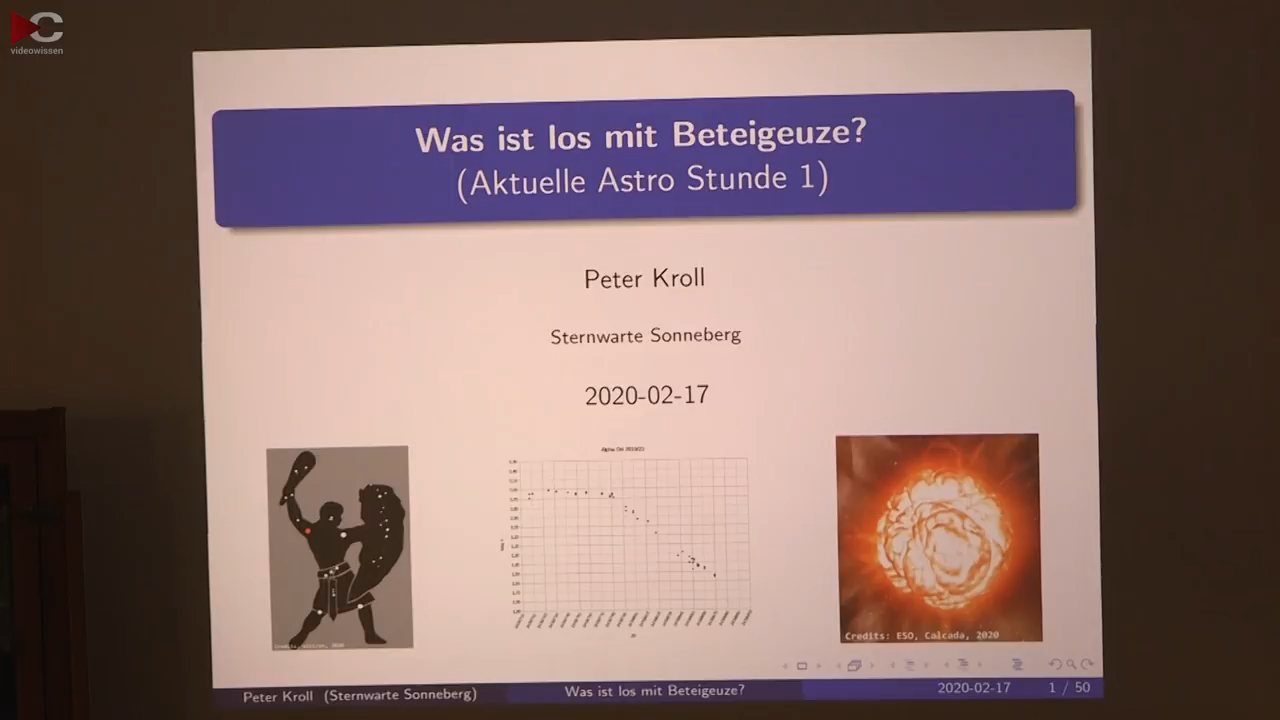 videowissen
Was ist los mit Beteigeuze?
(Aktuelle Astro Stunde 1)
Peter Kroll
Sternwarte Sonneberg
2020-02-17
Credits: ESO, Calcada, 2020
Peter Kroll (Sternwarte Sonneberg)
Was ist los mit Beteigeuze?
2020-02-17
1 / 50